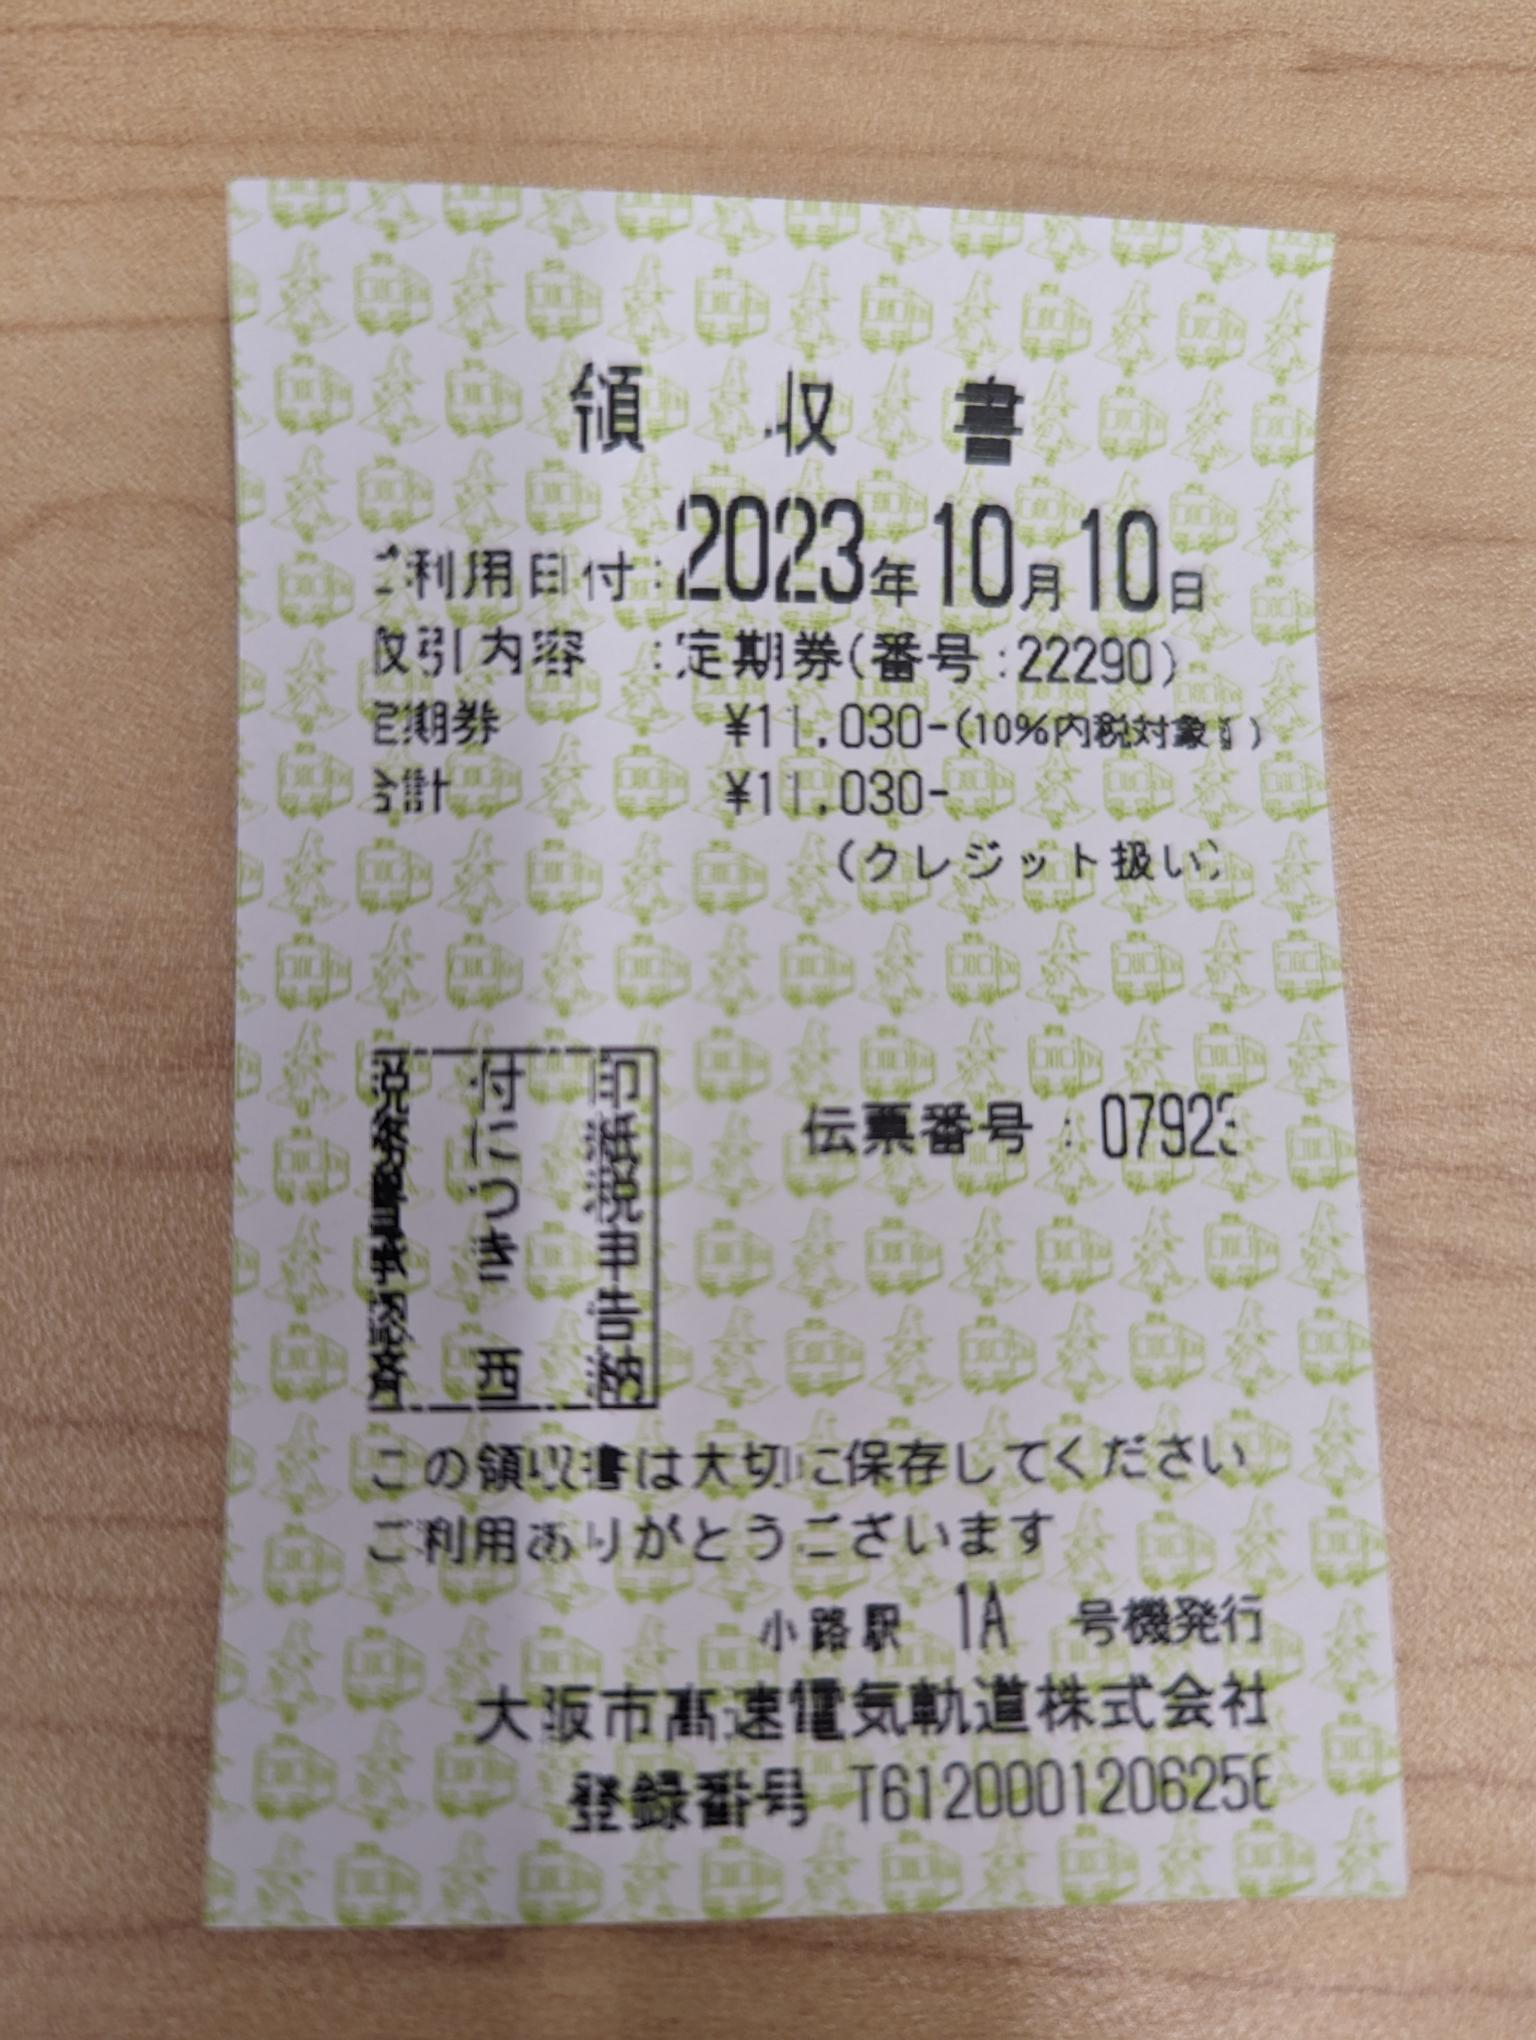 領収書
ご利用日付:2023年10月10日
取引内容 :定期券(番号:22290)
定期券 ¥11,030-(10%内税対象額)
合計 ¥11,030-
(クレジット扱い)
印紙税申告納
付につき 西
税務署承認済
伝票番号:07923
この領収書は大切に保存してください
ご利用ありがとうございます
小路駅 1A 号機発行
大阪市高速電気軌道株式会社
登録番号